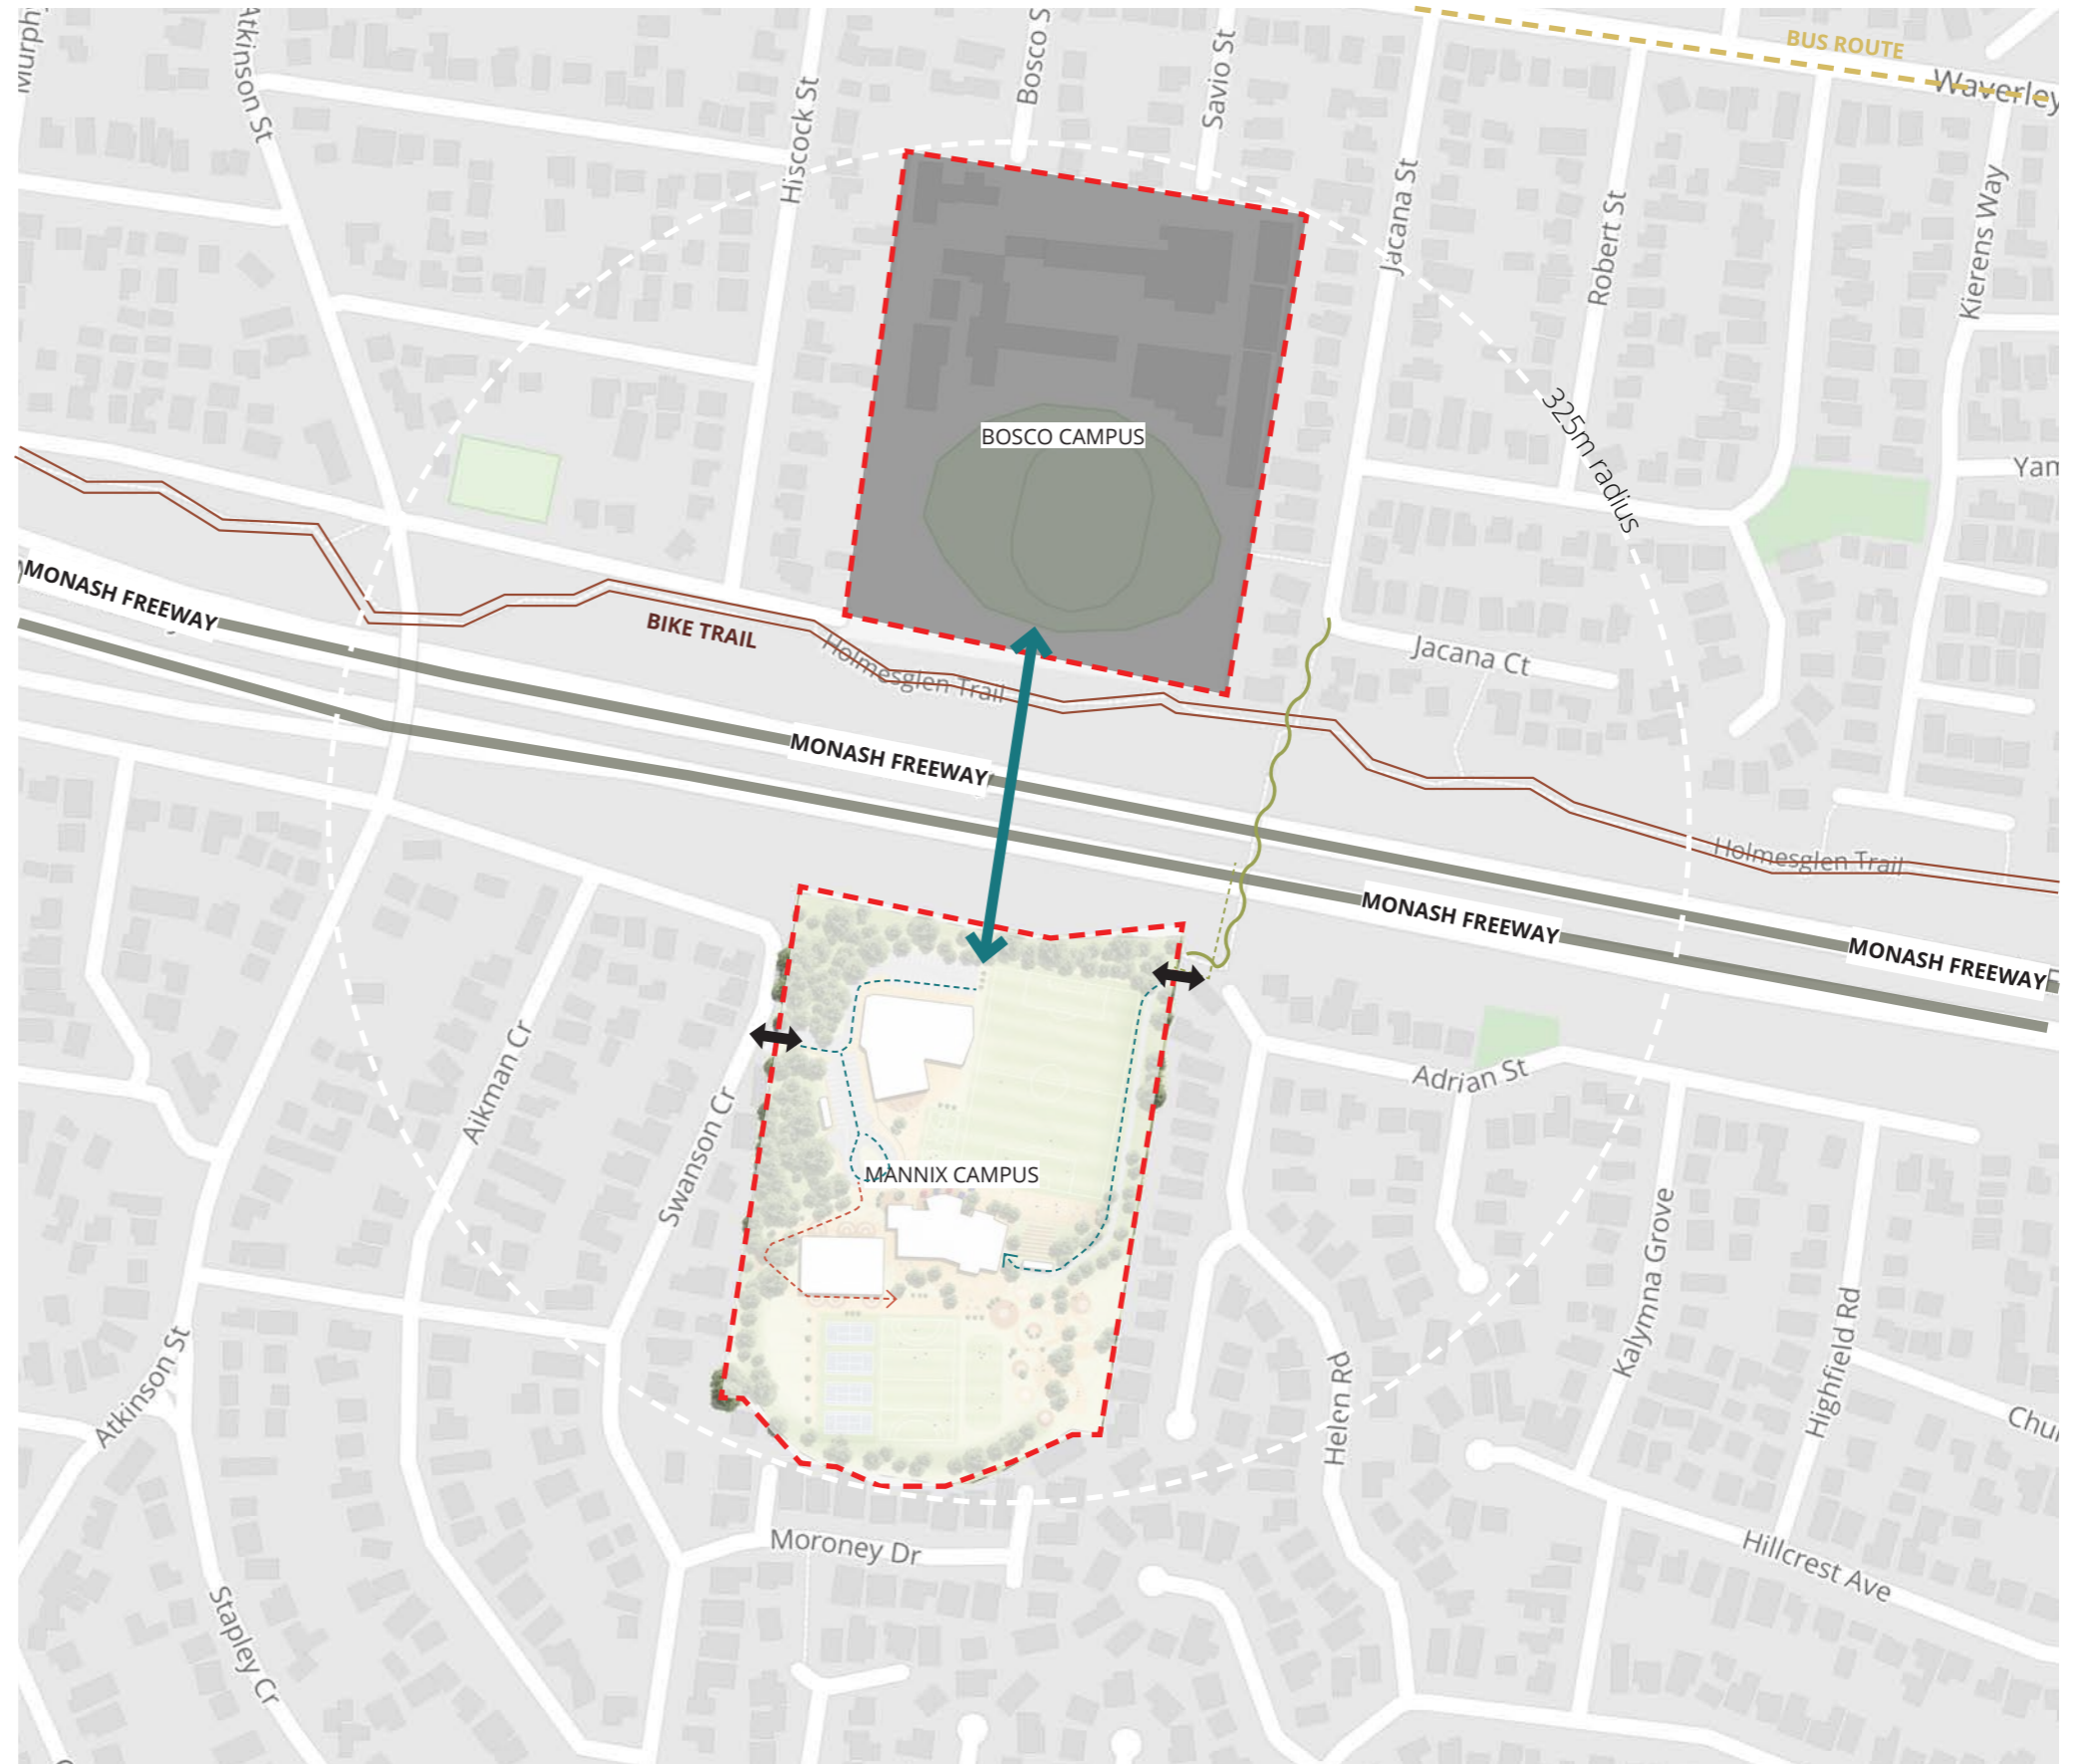 Atkinson St
Hiscock St
Bosco S
Savio St
BUS ROUTE
Waverley
Jacana St
Robert St
Kierens Way
325m radius
BOSCO CAMPUS
Yam
MONASH FREEWAY
BIKE TRAIL
Holmesglen Trail
Jacana Ct
MONASH FREEWAY
Holmesglen Trail
MONASH FREEWAY
MONASH FREEWAY
Aikman Cr
Swanson Cr
Adrian St
MANNIX CAMPUS
Kalymna Grove
Highfield Rd
Atkinson St
Helen Rd
Moroney Dr
Hillcrest Ave
Stapley Cr